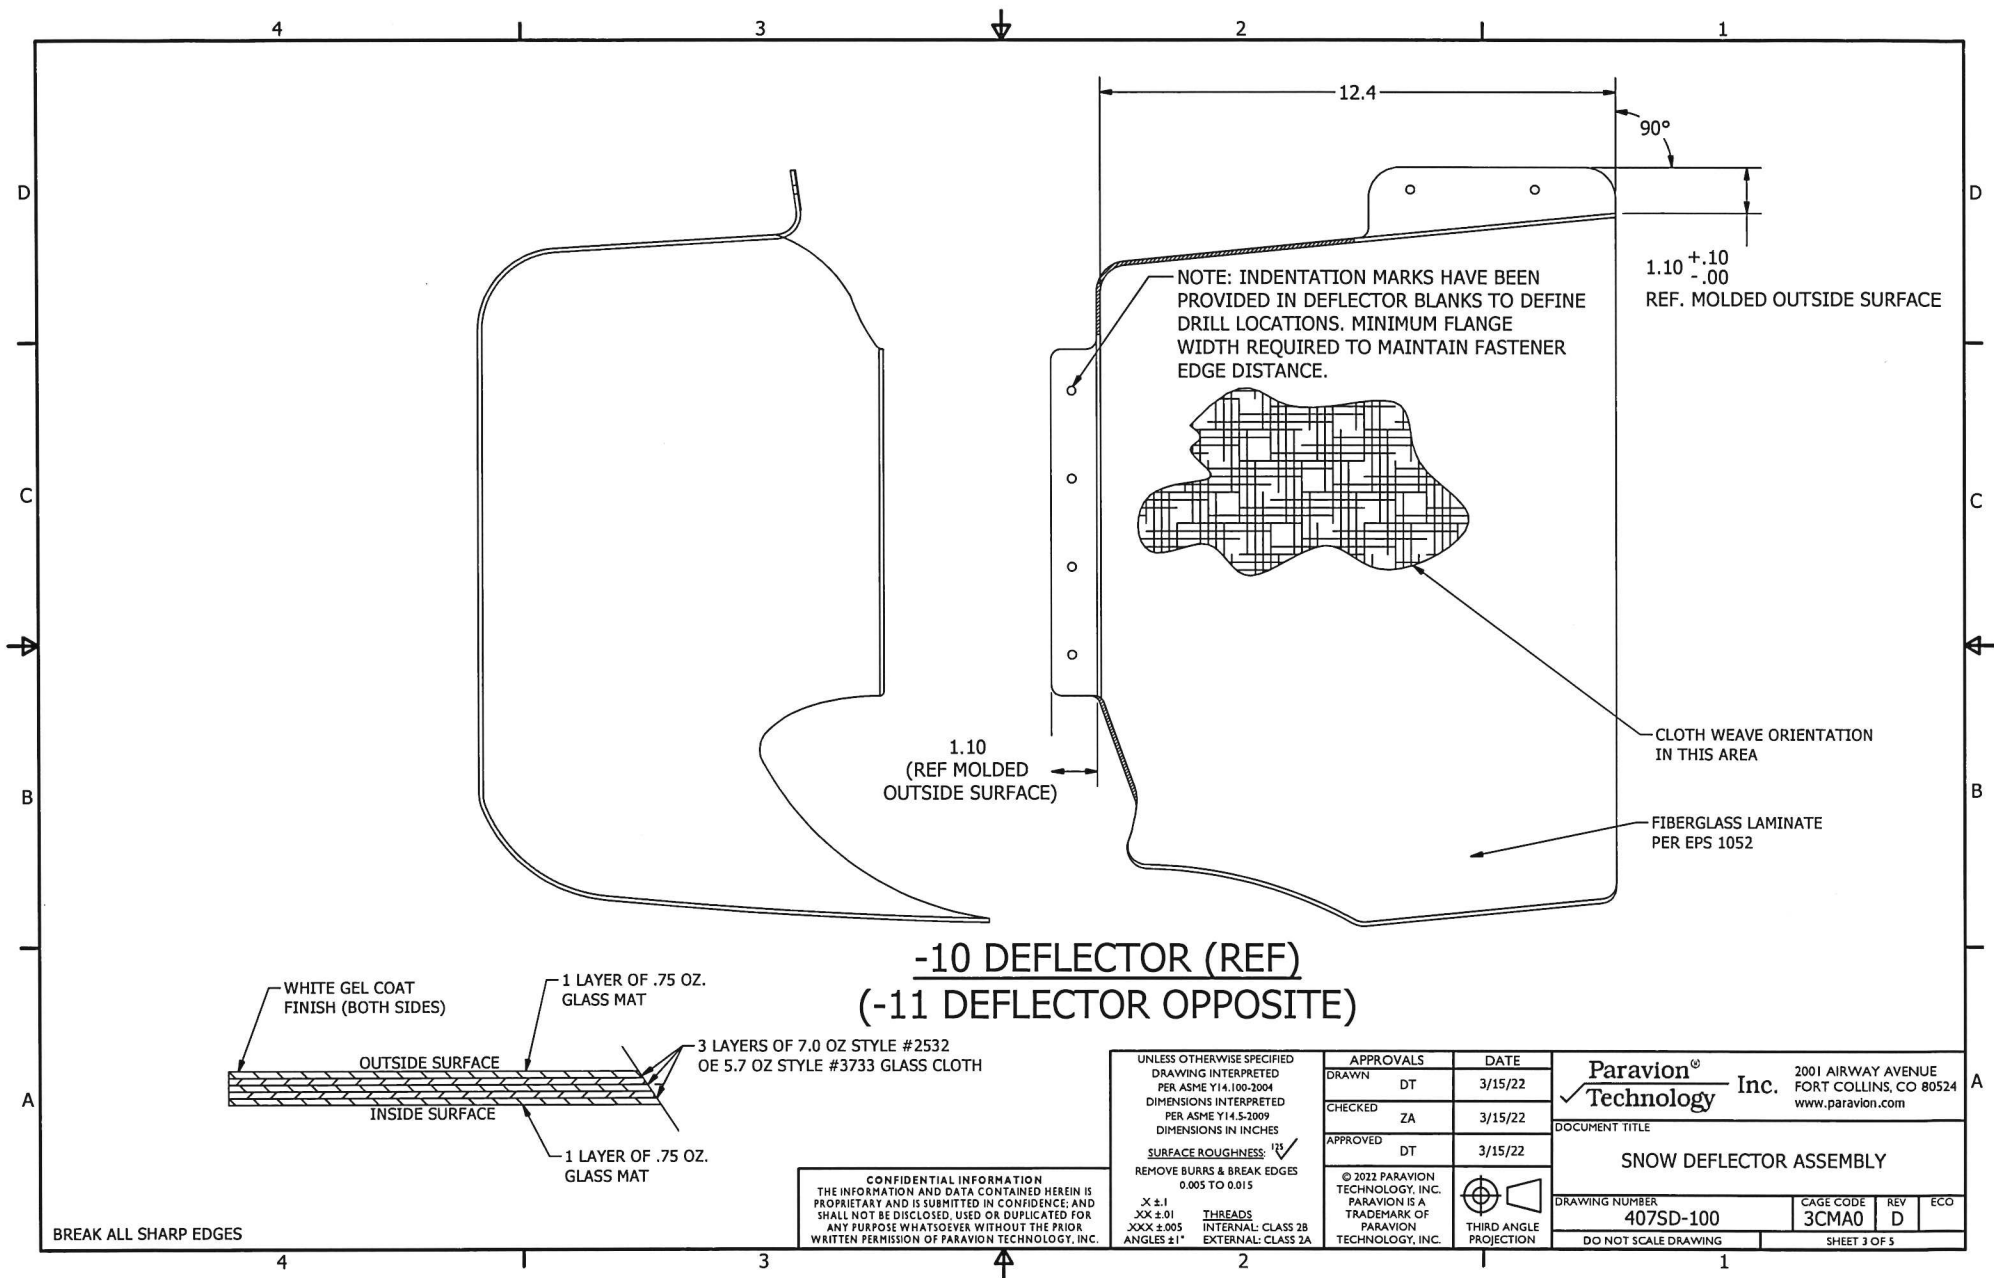 4 3 2 1
D
C
B
A
12.4
90°
1.10 +.10
-.00
REF. MOLDED OUTSIDE SURFACE
NOTE: INDENTATION MARKS HAVE BEEN
PROVIDED IN DEFLECTOR BLANKS TO DEFINE
DRILL LOCATIONS. MINIMUM FLANGE
WIDTH REQUIRED TO MAINTAIN FASTENER
EDGE DISTANCE.
1.10
(REF MOLDED
OUTSIDE SURFACE)
CLOTH WEAVE ORIENTATION
IN THIS AREA
FIBERGLASS LAMINATE
PER EPS 1052
-10 DEFLECTOR (REF)
(-11 DEFLECTOR OPPOSITE)
WHITE GEL COAT
FINISH (BOTH SIDES)
1 LAYER OF .75 OZ.
GLASS MAT
3 LAYERS OF 7.0 OZ STYLE #2532
OE 5.7 OZ STYLE #3733 GLASS CLOTH
OUTSIDE SURFACE
INSIDE SURFACE
1 LAYER OF .75 OZ.
GLASS MAT
BREAK ALL SHARP EDGES
CONFIDENTIAL INFORMATION
THE INFORMATION AND DATA CONTAINED HEREIN IS
PROPRIETARY AND IS SUBMITTED IN CONFIDENCE; AND
SHALL NOT BE DISCLOSED, USED OR DUPLICATED FOR
ANY PURPOSE WHATSOEVER WITHOUT THE PRIOR
WRITTEN PERMISSION OF PARAVION TECHNOLOGY, INC.
UNLESS OTHERWISE SPECIFIED
DRAWING INTERPRETED
PER ASME Y14.100-2004
DIMENSIONS INTERPRETED
PER ASME Y14.5-2009
DIMENSIONS IN INCHES
SURFACE ROUGHNESS: 125
REMOVE BURRS & BREAK EDGES
0.005 TO 0.015
.X ±.1
.XX ±.01
.XXX ±.005
ANGLES ±1°
THREADS
INTERNAL: CLASS 2B
EXTERNAL: CLASS 2A
APPROVALS DATE
DRAWN DT 3/15/22
CHECKED ZA 3/15/22
APPROVED DT 3/15/22
© 2022 PARAVION
TECHNOLOGY, INC.
PARAVION IS A
TRADEMARK OF
PARAVION
TECHNOLOGY, INC.
THIRD ANGLE
PROJECTION
Paravion®
Technology Inc.
2001 AIRWAY AVENUE
FORT COLLINS, CO 80524
www.paravion.com
DOCUMENT TITLE
SNOW DEFLECTOR ASSEMBLY
DRAWING NUMBER
407SD-100
CAGE CODE
3CMA0
REV
D
ECO
DO NOT SCALE DRAWING
SHEET 3 OF 5
D
C
B
A
4 3 2 1